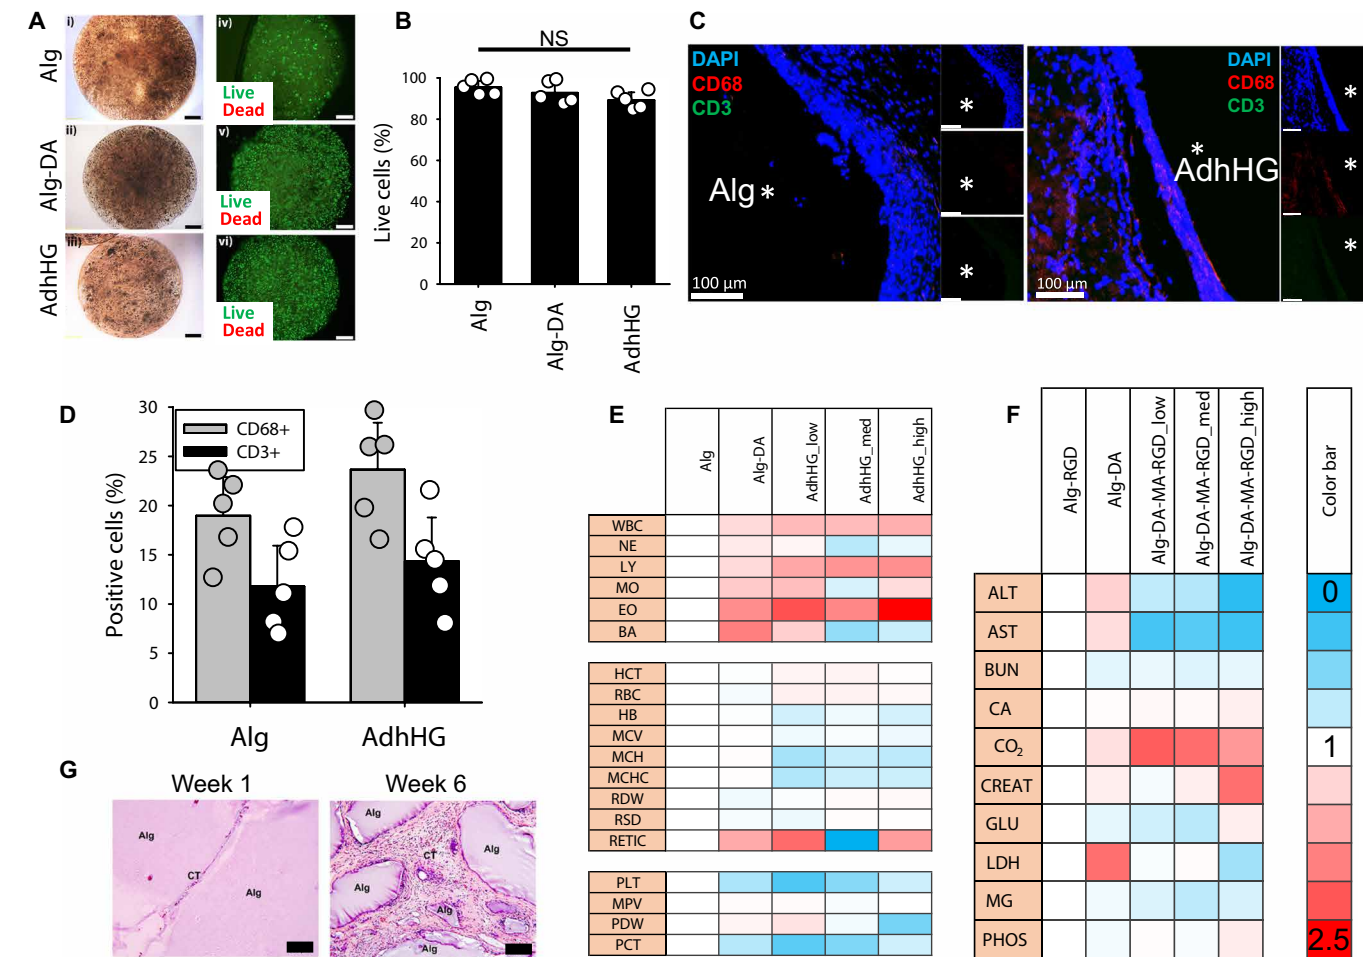 A
i)
iv)
Alg
Live
Dead
ii)
v)
Alg-DA
Live
Dead
iii)
vi)
AdhHG
Live
Dead
B
NS
100
80
60
40
20
0
Live cells (%)
Alg
Alg-DA
AdhHG
C
DAPI
CD68
CD3
Alg *
*
*
*
100 μm
DAPI
CD68
CD3
*
AdhHG
*
*
*
100 μm
D
30
25
20
15
10
5
0
Positive cells (%)
CD68+
CD3+
Alg
AdhHG
E
Alg
Alg-DA
AdhHG_low
AdhHG_med
AdhHG_high
WBC
NE
LY
MO
EO
BA
HCT
RBC
HB
MCV
MCH
MCHC
RDW
RSD
RETIC
PLT
MPV
PDW
PCT
F
Alg-RGD
Alg-DA
Alg-DA-MA-RGD_low
Alg-DA-MA-RGD_med
Alg-DA-MA-RGD_high
Color bar
ALT
AST
BUN
CA
CO₂
CREAT
GLU
LDH
MG
PHOS
0
1
2.5
G
Week 1
Week 6
Alg
CT
Alg
Alg
CT
Alg
Alg
Alg
Alg